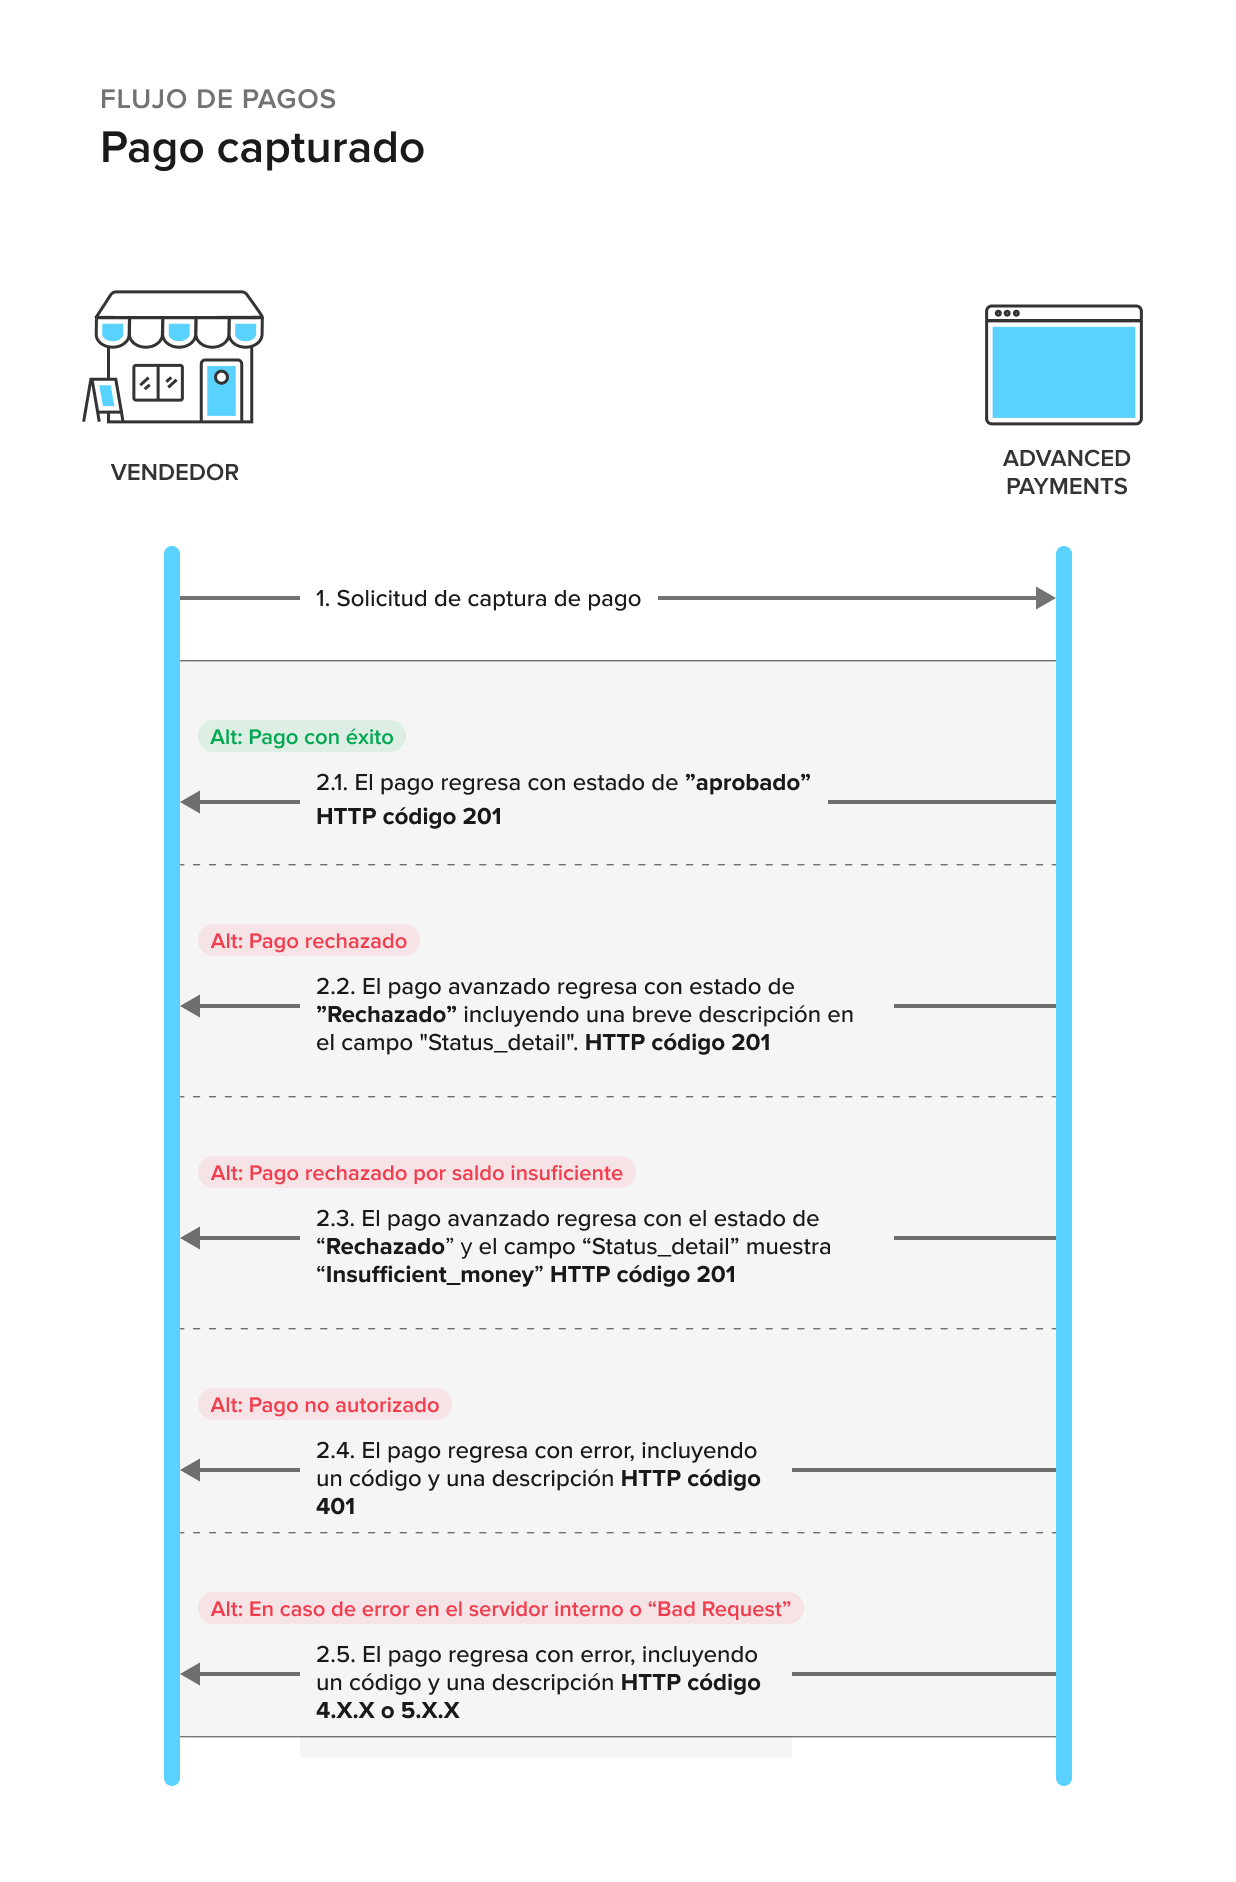 FLUJO DE PAGOS
Pago capturado
VENDEDOR
ADVANCED
PAYMENTS
1. Solicitud de captura de pago
Alt: Pago con éxito
2.1. El pago regresa con estado de ”aprobado”
HTTP código 201
Alt: Pago rechazado
2.2. El pago avanzado regresa con estado de
”Rechazado” incluyendo una breve descripción en
el campo "Status_detail". HTTP código 201
Alt: Pago rechazado por saldo insuficiente
2.3. El pago avanzado regresa con el estado de
“Rechazado” y el campo “Status_detail” muestra
“Insufficient_money” HTTP código 201
Alt: Pago no autorizado
2.4. El pago regresa con error, incluyendo
un código y una descripción HTTP código
401
Alt: En caso de error en el servidor interno o “Bad Request”
2.5. El pago regresa con error, incluyendo
un código y una descripción HTTP código
4.X.X o 5.X.X